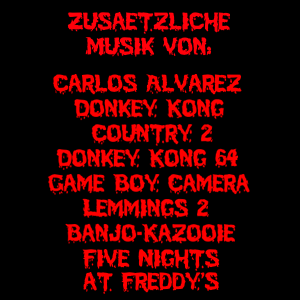 ZUSAETZLICHE
MUSIK VON:
CARLOS ALVAREZ
DONKEY KONG
COUNTRY 2
DONKEY KONG 64
GAME BOY CAMERA
LEMMINGS 2
BANJO-KAZOOIE
FIVE NIGHTS
AT FREDDY'S